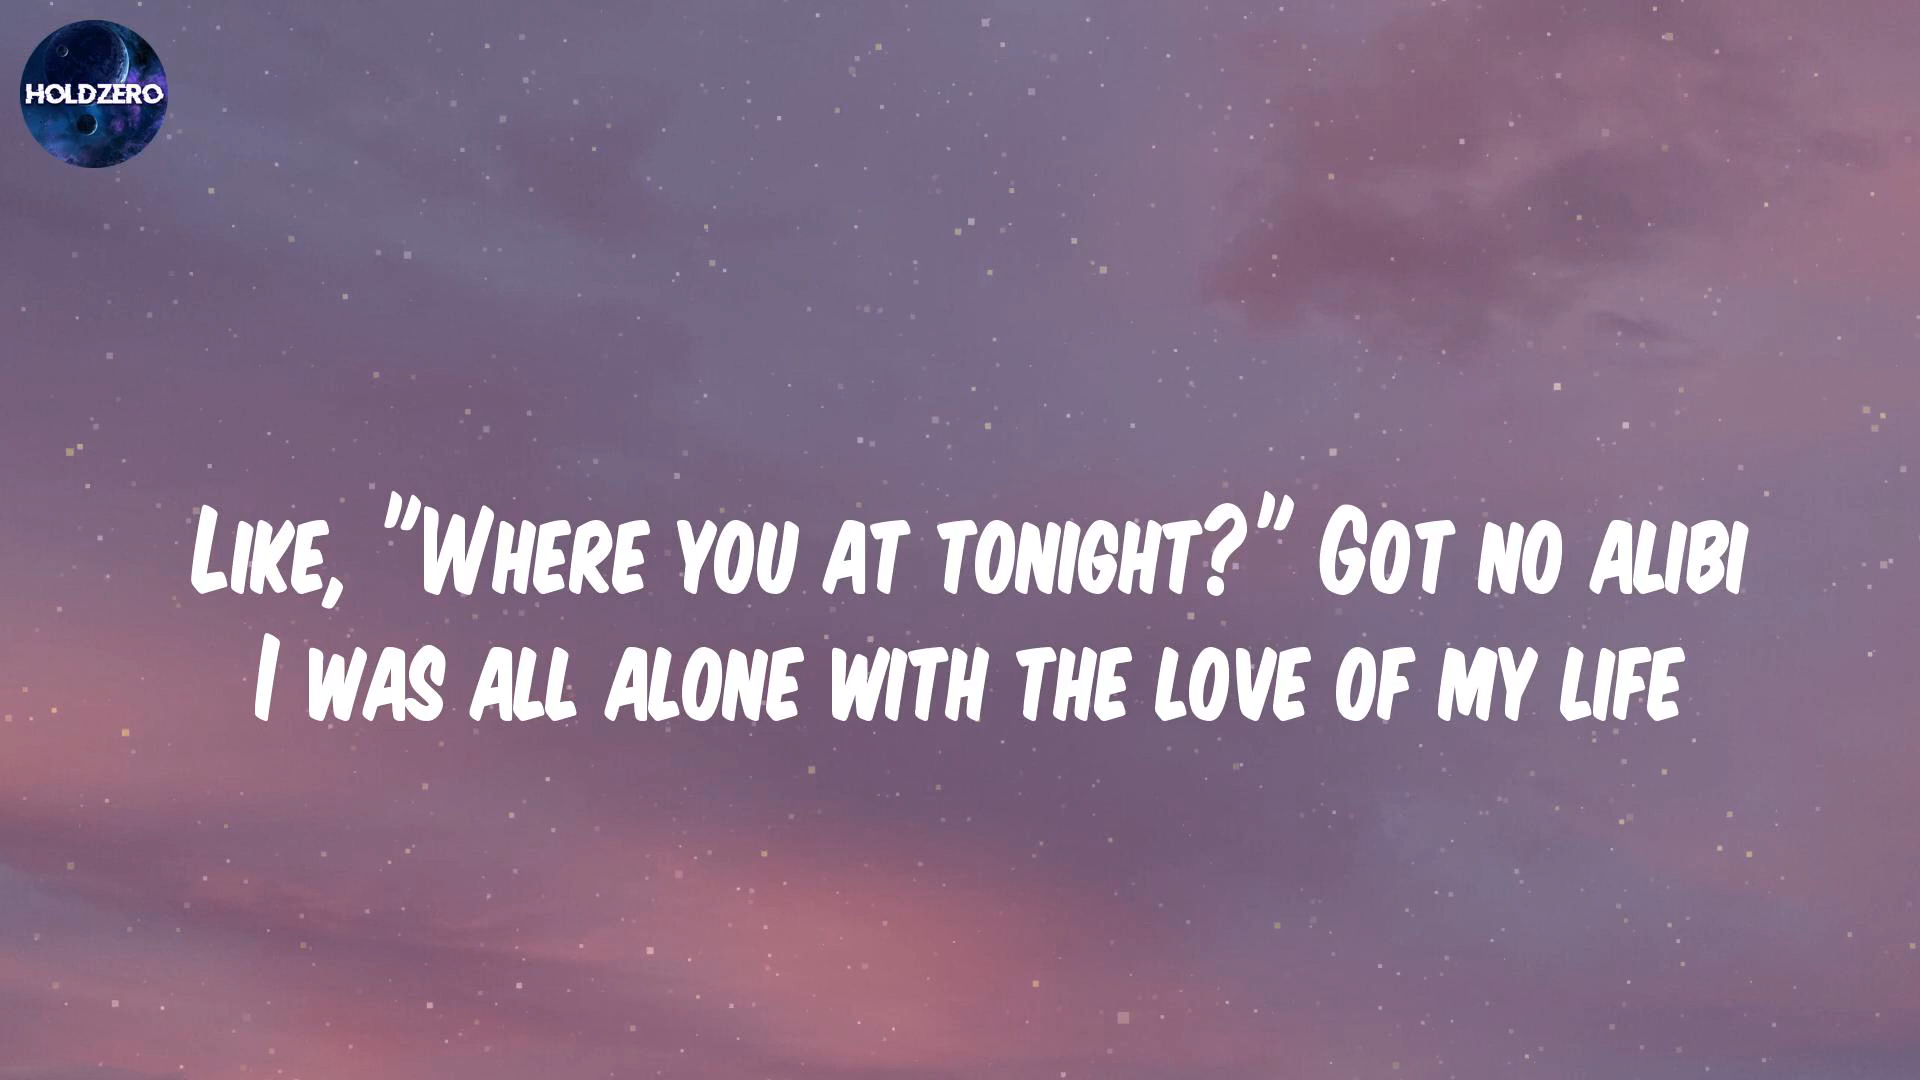 HOLDZERO
Like, "Where you at tonight?" Got no alibi
I was all alone with the love of my life